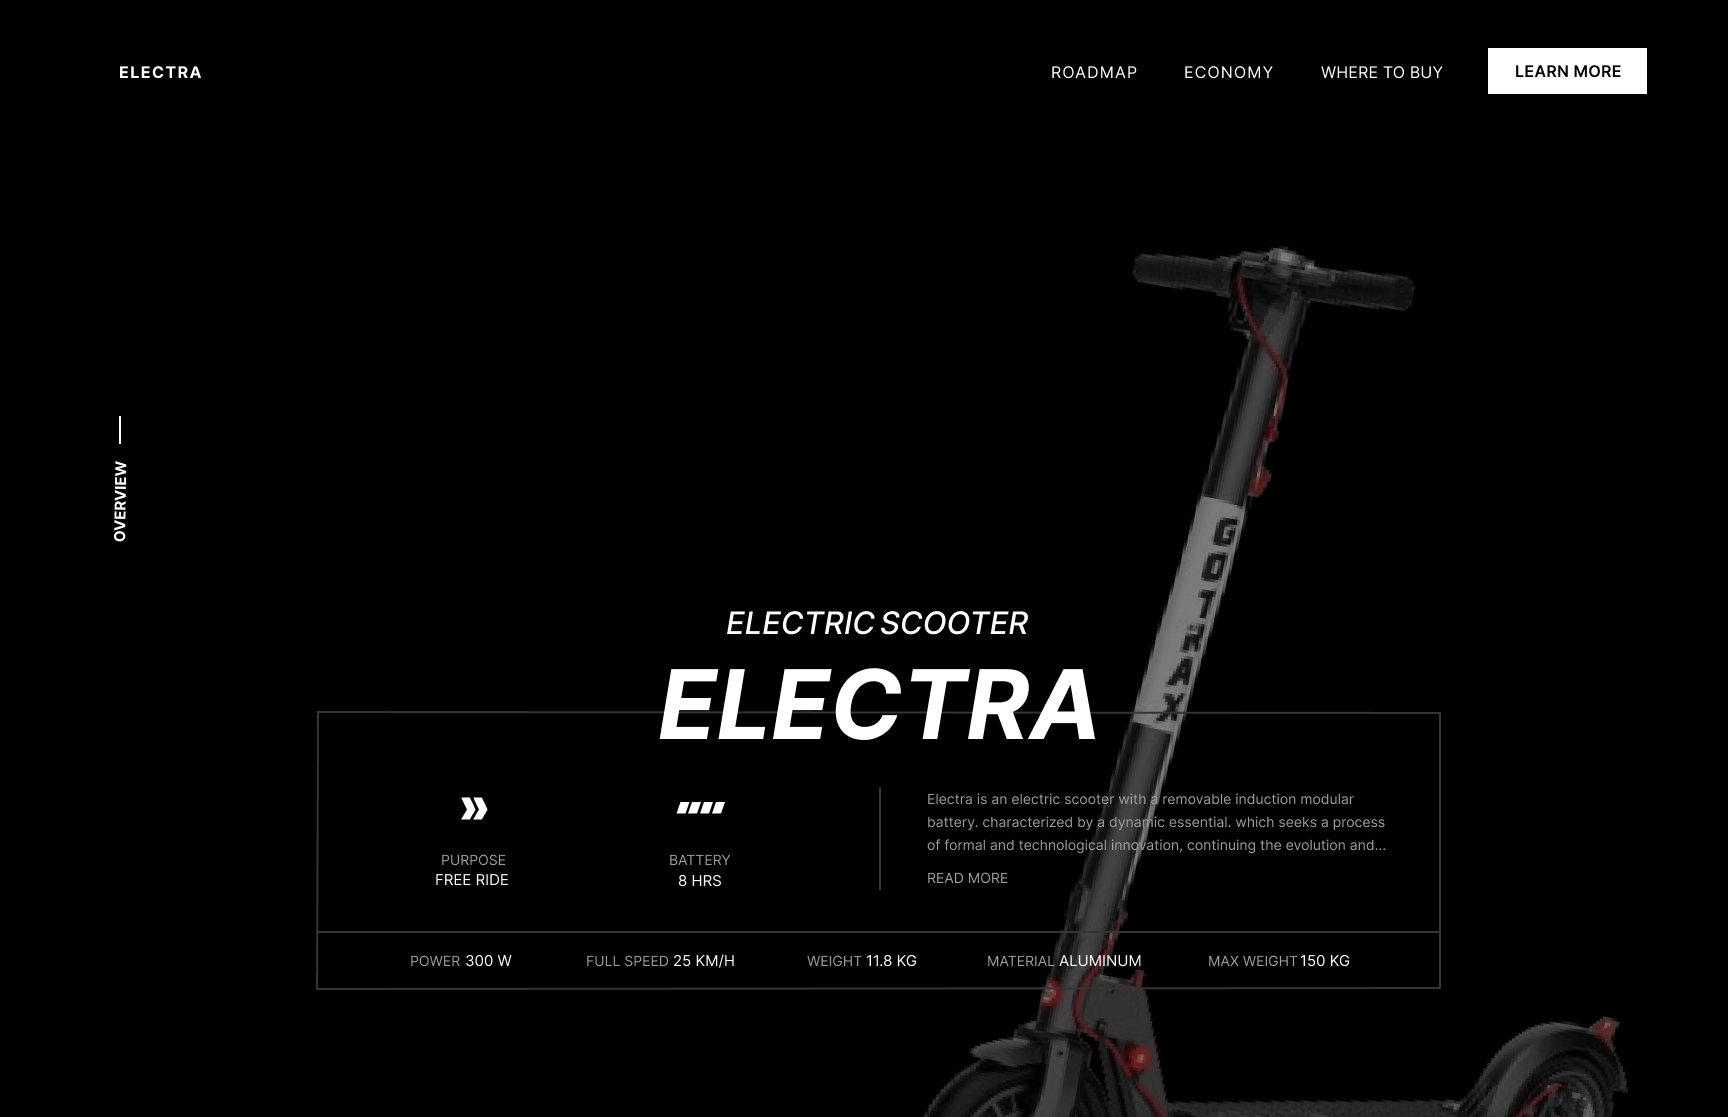 ELECTRA
ROADMAP
ECONOMY
WHERE TO BUY
LEARN MORE
OVERVIEW
GOTRAX
ELECTRIC SCOOTER
ELECTRA
PURPOSE
FREE RIDE
BATTERY
8 HRS
Electra is an electric scooter with a removable induction modular
battery. characterized by a dynamic essential. which seeks a process
of formal and technological innovation, continuing the evolution and...
READ MORE
POWER 300 W
FULL SPEED 25 KM/H
WEIGHT 11.8 KG
MATERIAL ALUMINUM
MAX WEIGHT 150 KG